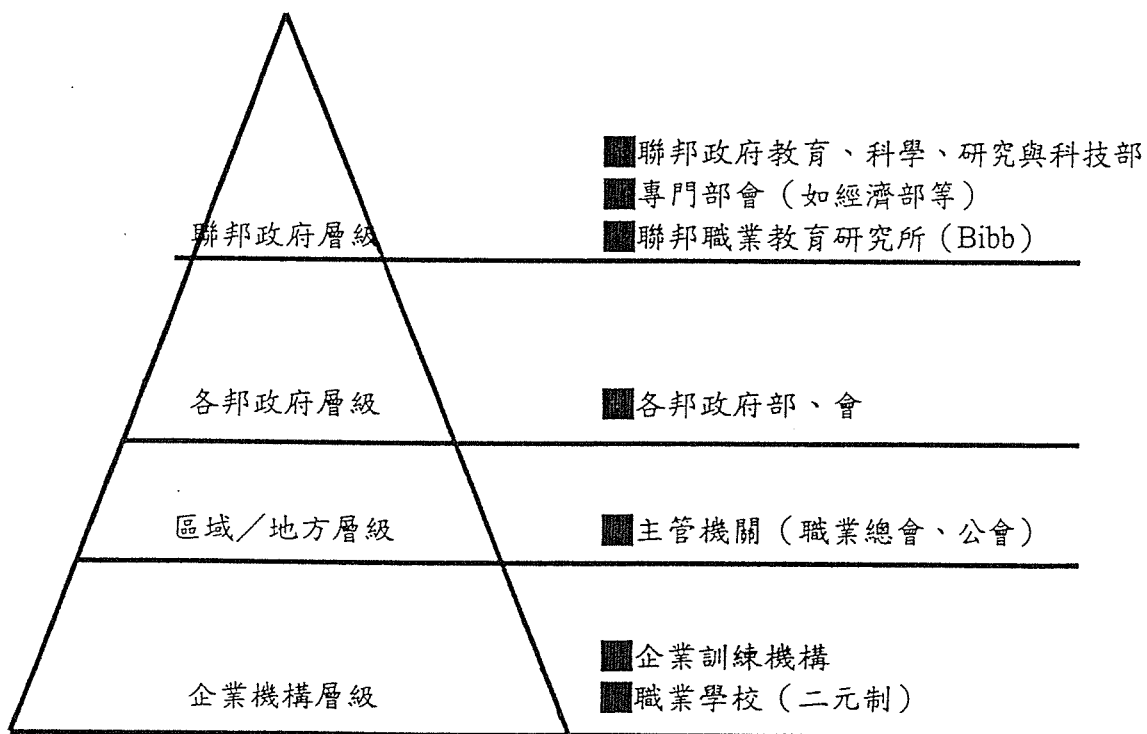 ■聯邦政府教育、科學、研究與科技部
■專門部會（如經濟部等）
聯邦政府層級
■聯邦職業教育研究所（Bibb）
各邦政府層級
■各邦政府部、會
區域／地方層級
■主管機關（職業總會、公會）
■企業訓練機構
企業機構層級
■職業學校（二元制）